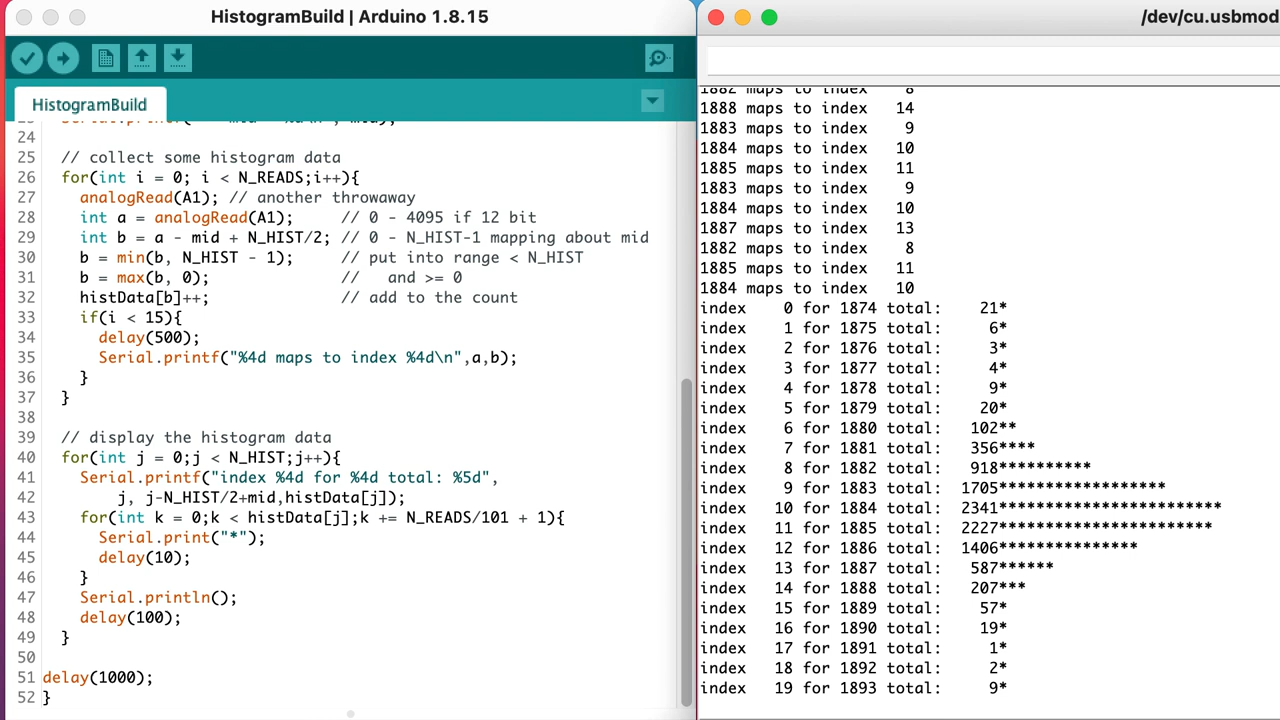 HistogramBuild | Arduino 1.8.15
HistogramBuild
24
25 // collect some histogram data
26 for(int i = 0; i < N_READS;i++){
27 analogRead(A1); // another throwaway
28 int a = analogRead(A1); // 0 - 4095 if 12 bit
29 int b = a - mid + N_HIST/2; // 0 - N_HIST-1 mapping about mid
30 b = min(b, N_HIST - 1); // put into range < N_HIST
31 b = max(b, 0); // and >= 0
32 histData[b]++; // add to the count
33 if(i < 15){
34 delay(500);
35 Serial.printf("%4d maps to index %4d\n",a,b);
36 }
37 }
38
39 // display the histogram data
40 for(int j = 0;j < N_HIST;j++){
41 Serial.printf("index %4d for %4d total: %5d",
42 j, j-N_HIST/2+mid,histData[j]);
43 for(int k = 0;k < histData[j];k += N_READS/101 + 1){
44 Serial.print("*");
45 delay(10);
46 }
47 Serial.println();
48 delay(100);
49 }
50
51 delay(1000);
52 }
/dev/cu.usbmod
1882 maps to index 8
1888 maps to index 14
1883 maps to index 9
1884 maps to index 10
1885 maps to index 11
1883 maps to index 9
1884 maps to index 10
1887 maps to index 13
1882 maps to index 8
1885 maps to index 11
1884 maps to index 10
index 0 for 1874 total: 21*
index 1 for 1875 total: 6*
index 2 for 1876 total: 3*
index 3 for 1877 total: 4*
index 4 for 1878 total: 9*
index 5 for 1879 total: 20*
index 6 for 1880 total: 102**
index 7 for 1881 total: 356****
index 8 for 1882 total: 918**********
index 9 for 1883 total: 1705******************
index 10 for 1884 total: 2341************************
index 11 for 1885 total: 2227***********************
index 12 for 1886 total: 1406***************
index 13 for 1887 total: 587******
index 14 for 1888 total: 207***
index 15 for 1889 total: 57*
index 16 for 1890 total: 19*
index 17 for 1891 total: 1*
index 18 for 1892 total: 2*
index 19 for 1893 total: 9*